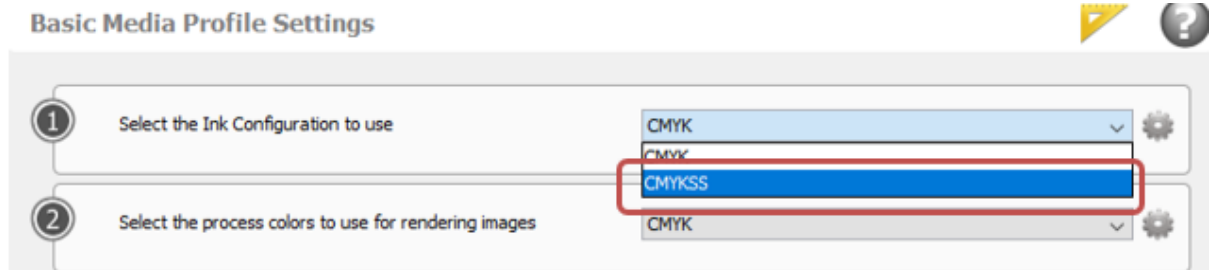 Basic Media Profile Settings
?
1
Select the Ink Configuration to use
CMYK
CMYK
CMYKSS
2
Select the process colors to use for rendering images
CMYK